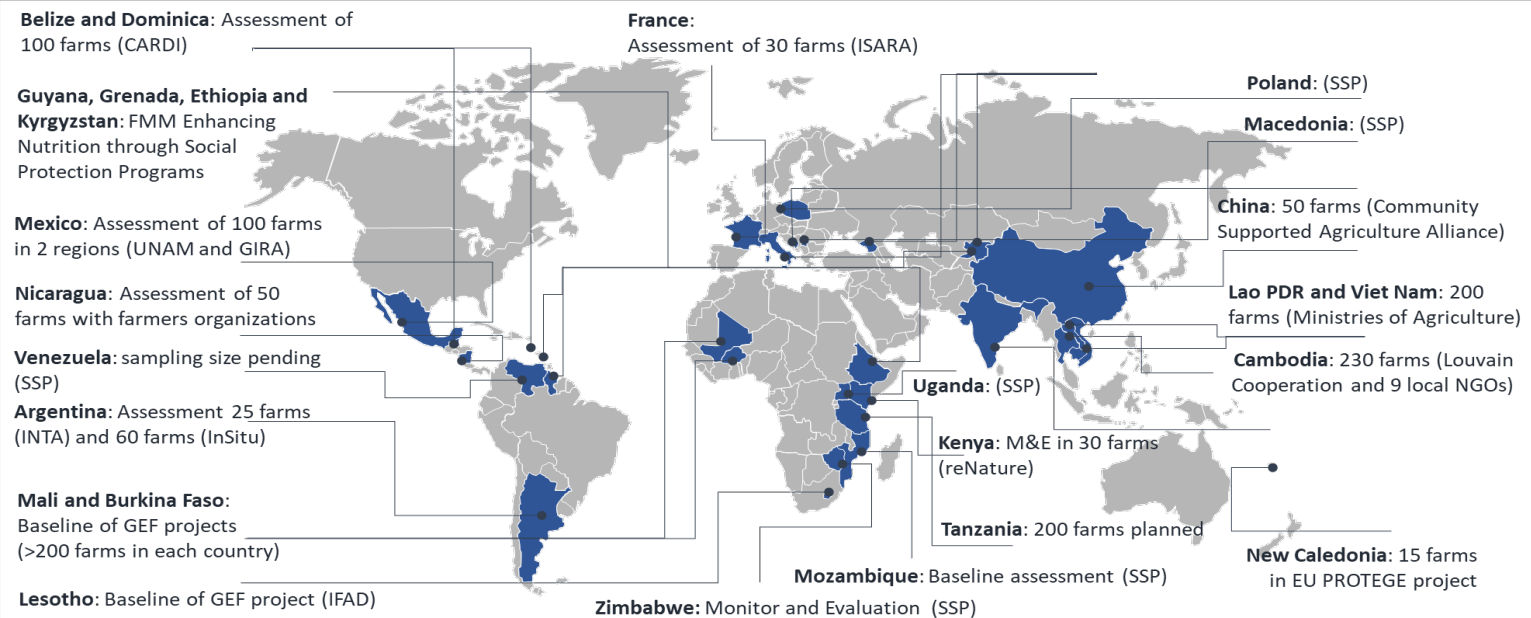 Belize and Dominica: Assessment of
100 farms (CARDI)
Guyana, Grenada, Ethiopia and
Kyrgyzstan: FMM Enhancing
Nutrition through Social
Protection Programs
Mexico: Assessment of 100 farms
in 2 regions (UNAM and GIRA)
Nicaragua: Assessment of 50
farms with farmers organizations
Venezuela: sampling size pending
(SSP)
Argentina: Assessment 25 farms
(INTA) and 60 farms (InSitu)
Mali and Burkina Faso:
Baseline of GEF projects
(>200 farms in each country)
Lesotho: Baseline of GEF project (IFAD)
France:
Assessment of 30 farms (ISARA)
Poland: (SSP)
Macedonia: (SSP)
China: 50 farms (Community
Supported Agriculture Alliance)
Lao PDR and Viet Nam: 200
farms (Ministries of Agriculture)
Cambodia: 230 farms (Louvain
Cooperation and 9 local NGOs)
Uganda: (SSP)
Kenya: M&E in 30 farms
(reNature)
Tanzania: 200 farms planned
New Caledonia: 15 farms
in EU PROTEGE project
Mozambique: Baseline assessment (SSP)
Zimbabwe: Monitor and Evaluation (SSP)